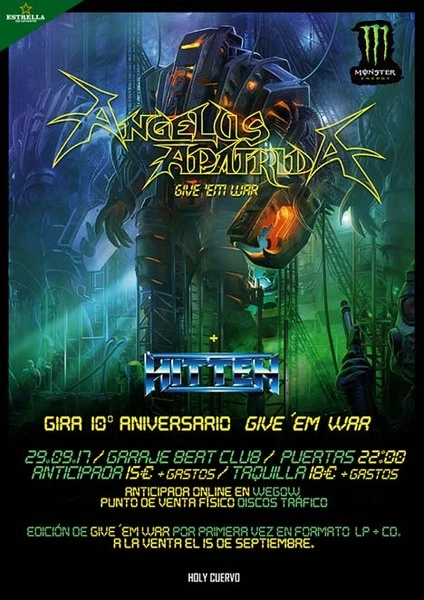 ESTRELLA
DE LEVANTE
MONSTER
ENERGY
ANGELUS
APATRIDA
GIVE 'EM WAR
+
HITTEN
GIRA 10º ANIVERSARIO GIVE ´EM WAR
29.09.17 / GARAJE BEAT CLUB / PUERTAS 22:00
ANTICIPADA 15€ + GASTOS / TAQUILLA 18€ + GASTOS
ANTICIPADA ONLINE EN WEGOW.
PUNTO DE VENTA FÍSICO DISCOS TRÁFICO
EDICIÓN DE GIVE ´EM WAR POR PRIMERA VEZ EN FORMATO LP + CD.
A LA VENTA EL 15 DE SEPTIEMBRE.
HOLY CUERVO